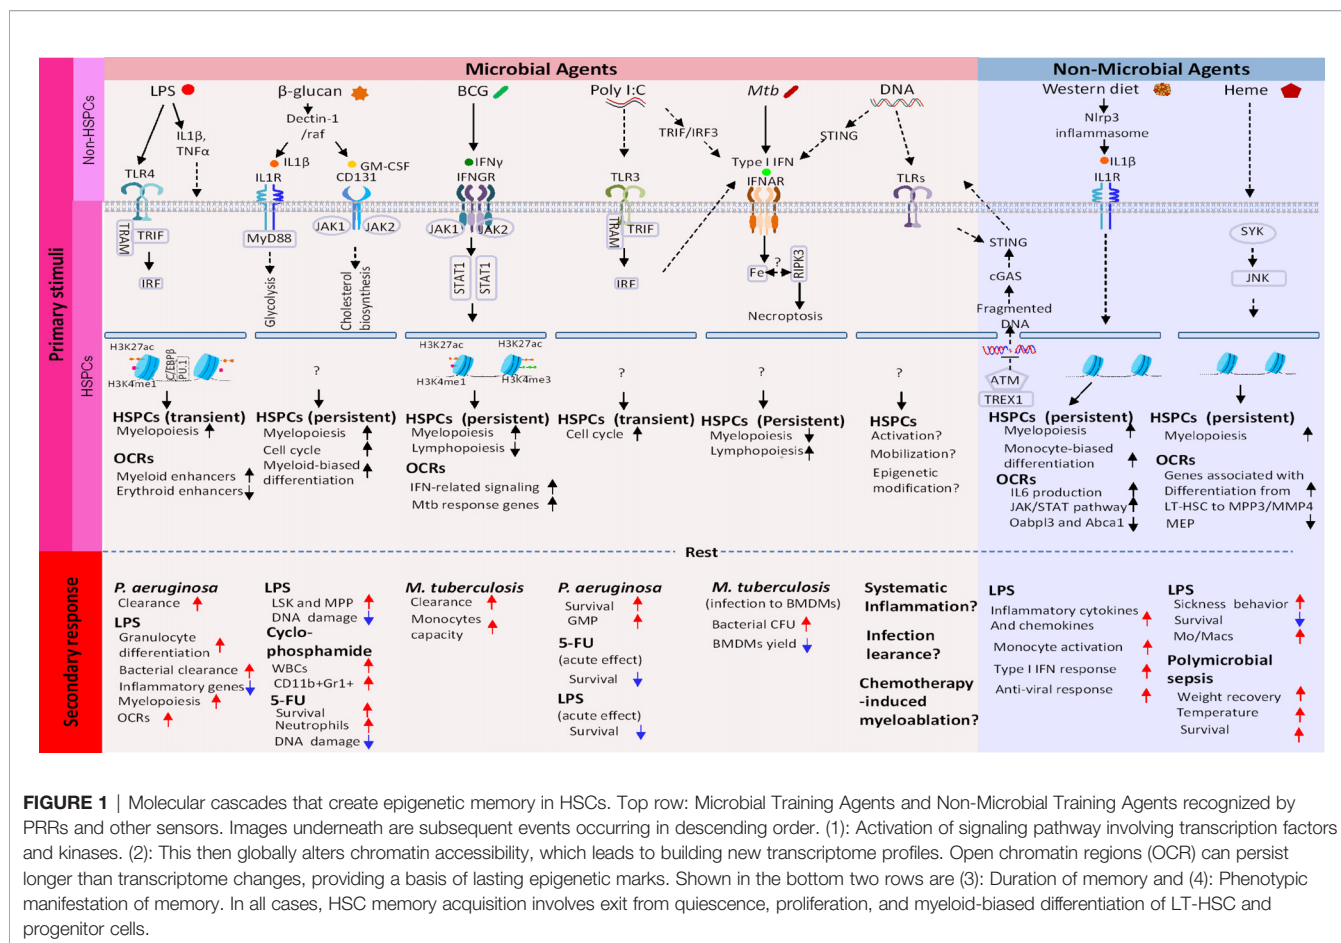 Microbial Agents
Non-Microbial Agents
Primary stimuli
Non-HSPCs
HSPCs
LPS
IL1β,
TNFα
TLR4
TRAM
TRIF
IRF
H3K27ac
C/EBPβ
PU.1
H3K4me1
HSPCs (transient)
Myelopoiesis
OCRs
Myeloid enhancers
Erythroid enhancers
β-glucan
Dectin-1
/raf
IL1β
IL1R
GM-CSF
CD131
JAK1
JAK2
MyD88
Glycolysis
Cholesterol
biosynthesis
?
HSPCs (persistent)
Myelopoiesis
Cell cycle
Myeloid-biased
differentiation
BCG
IFNγ
IFNGR
JAK1
JAK2
STAT1
STAT1
H3K27ac
H3K27ac
H3K4me1
H3K4me3
HSPCs (persistent)
Myelopoiesis
Lymphopoiesis
OCRs
IFN-related signaling
Mtb response genes
Poly I:C
TRIF/IRF3
TLR3
TRAM
TRIF
IRF
?
HSPCs (transient)
Cell cycle
Mtb
Type I IFN
IFNAR
Fe
?
RIPK3
Necroptosis
?
HSPCs (Persistent)
Myelopoiesis
Lymphopoiesis
DNA
STING
TLRs
?
HSPCs
Activation?
Mobilization?
Epigenetic
modification?
STING
cGAS
Fragmented
DNA
ATM
TREX1
Western diet
Nlrp3
inflammasome
IL1β
IL1R
HSPCs (persistent)
Myelopoiesis
Monocyte-biased
differentiation
OCRs
IL6 production
JAK/STAT pathway
Oabpl3 and Abca1
Heme
SYK
JNK
HSPCs (persistent)
Myelopoiesis
OCRs
Genes associated with
Differentiation from
LT-HSC to MPP3/MMP4
MEP
Rest
Secondary response
P. aeruginosa
Clearance
LPS
Granulocyte
differentiation
Bacterial clearance
Inflammatory genes
Myelopoiesis
OCRs
LPS
LSK and MPP
DNA damage
Cyclo-
phosphamide
WBCs
CD11b+Gr1+
5-FU
Survival
Neutrophils
DNA damage
M. tuberculosis
Clearance
Monocytes
capacity
P. aeruginosa
Survival
GMP
5-FU
(acute effect)
Survival
LPS
(acute effect)
Survival
M. tuberculosis
(infection to BMDMs)
Bacterial CFU
BMDMs yield
Systematic
Inflammation?
Infection
learance?
Chemotherapy
-induced
myeloablation?
LPS
Inflammatory cytokines
And chemokines
Monocyte activation
Type I IFN response
Anti-viral response
LPS
Sickness behavior
Survival
Mo/Macs
Polymicrobial
sepsis
Weight recovery
Temperature
Survival
FIGURE 1 | Molecular cascades that create epigenetic memory in HSCs. Top row: Microbial Training Agents and Non-Microbial Training Agents recognized by
PRRs and other sensors. Images underneath are subsequent events occurring in descending order. (1): Activation of signaling pathway involving transcription factors
and kinases. (2): This then globally alters chromatin accessibility, which leads to building new transcriptome profiles. Open chromatin regions (OCR) can persist
longer than transcriptome changes, providing a basis of lasting epigenetic marks. Shown in the bottom two rows are (3): Duration of memory and (4): Phenotypic
manifestation of memory. In all cases, HSC memory acquisition involves exit from quiescence, proliferation, and myeloid-biased differentiation of LT-HSC and
progenitor cells.